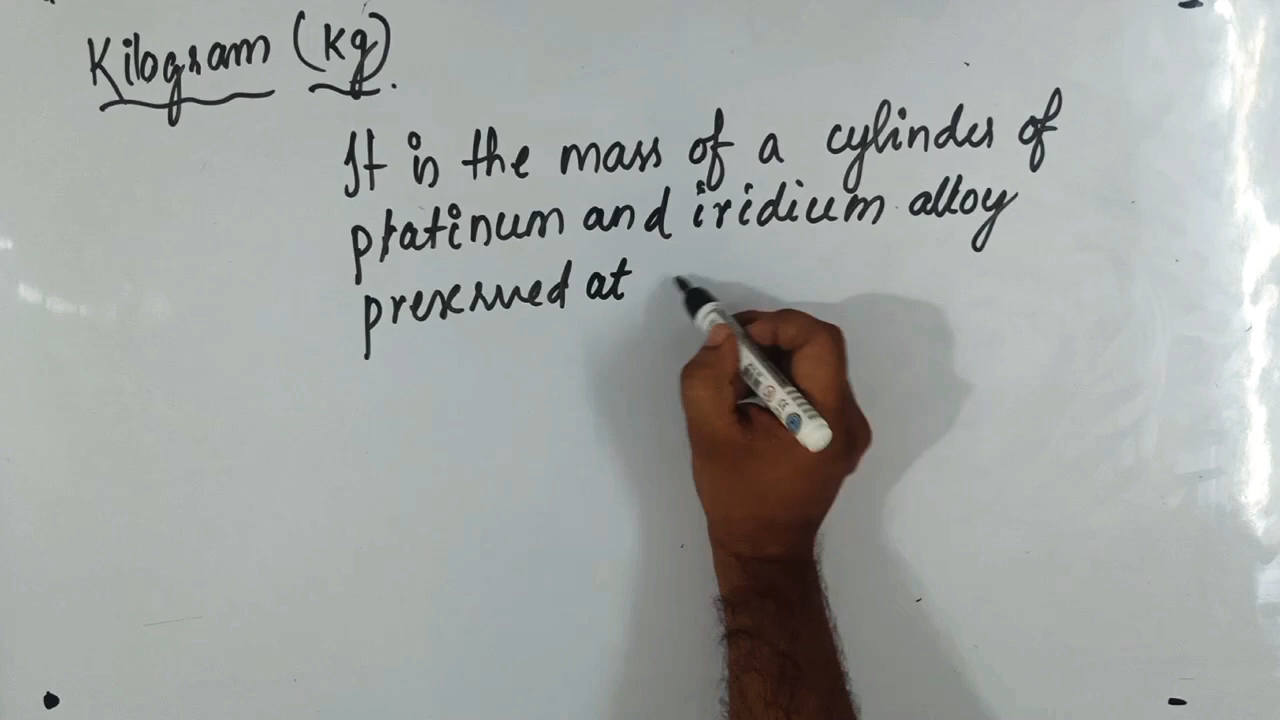 Kilogram (kg).
It is the mass of a cylinder of
platinum and iridium alloy
preserved at